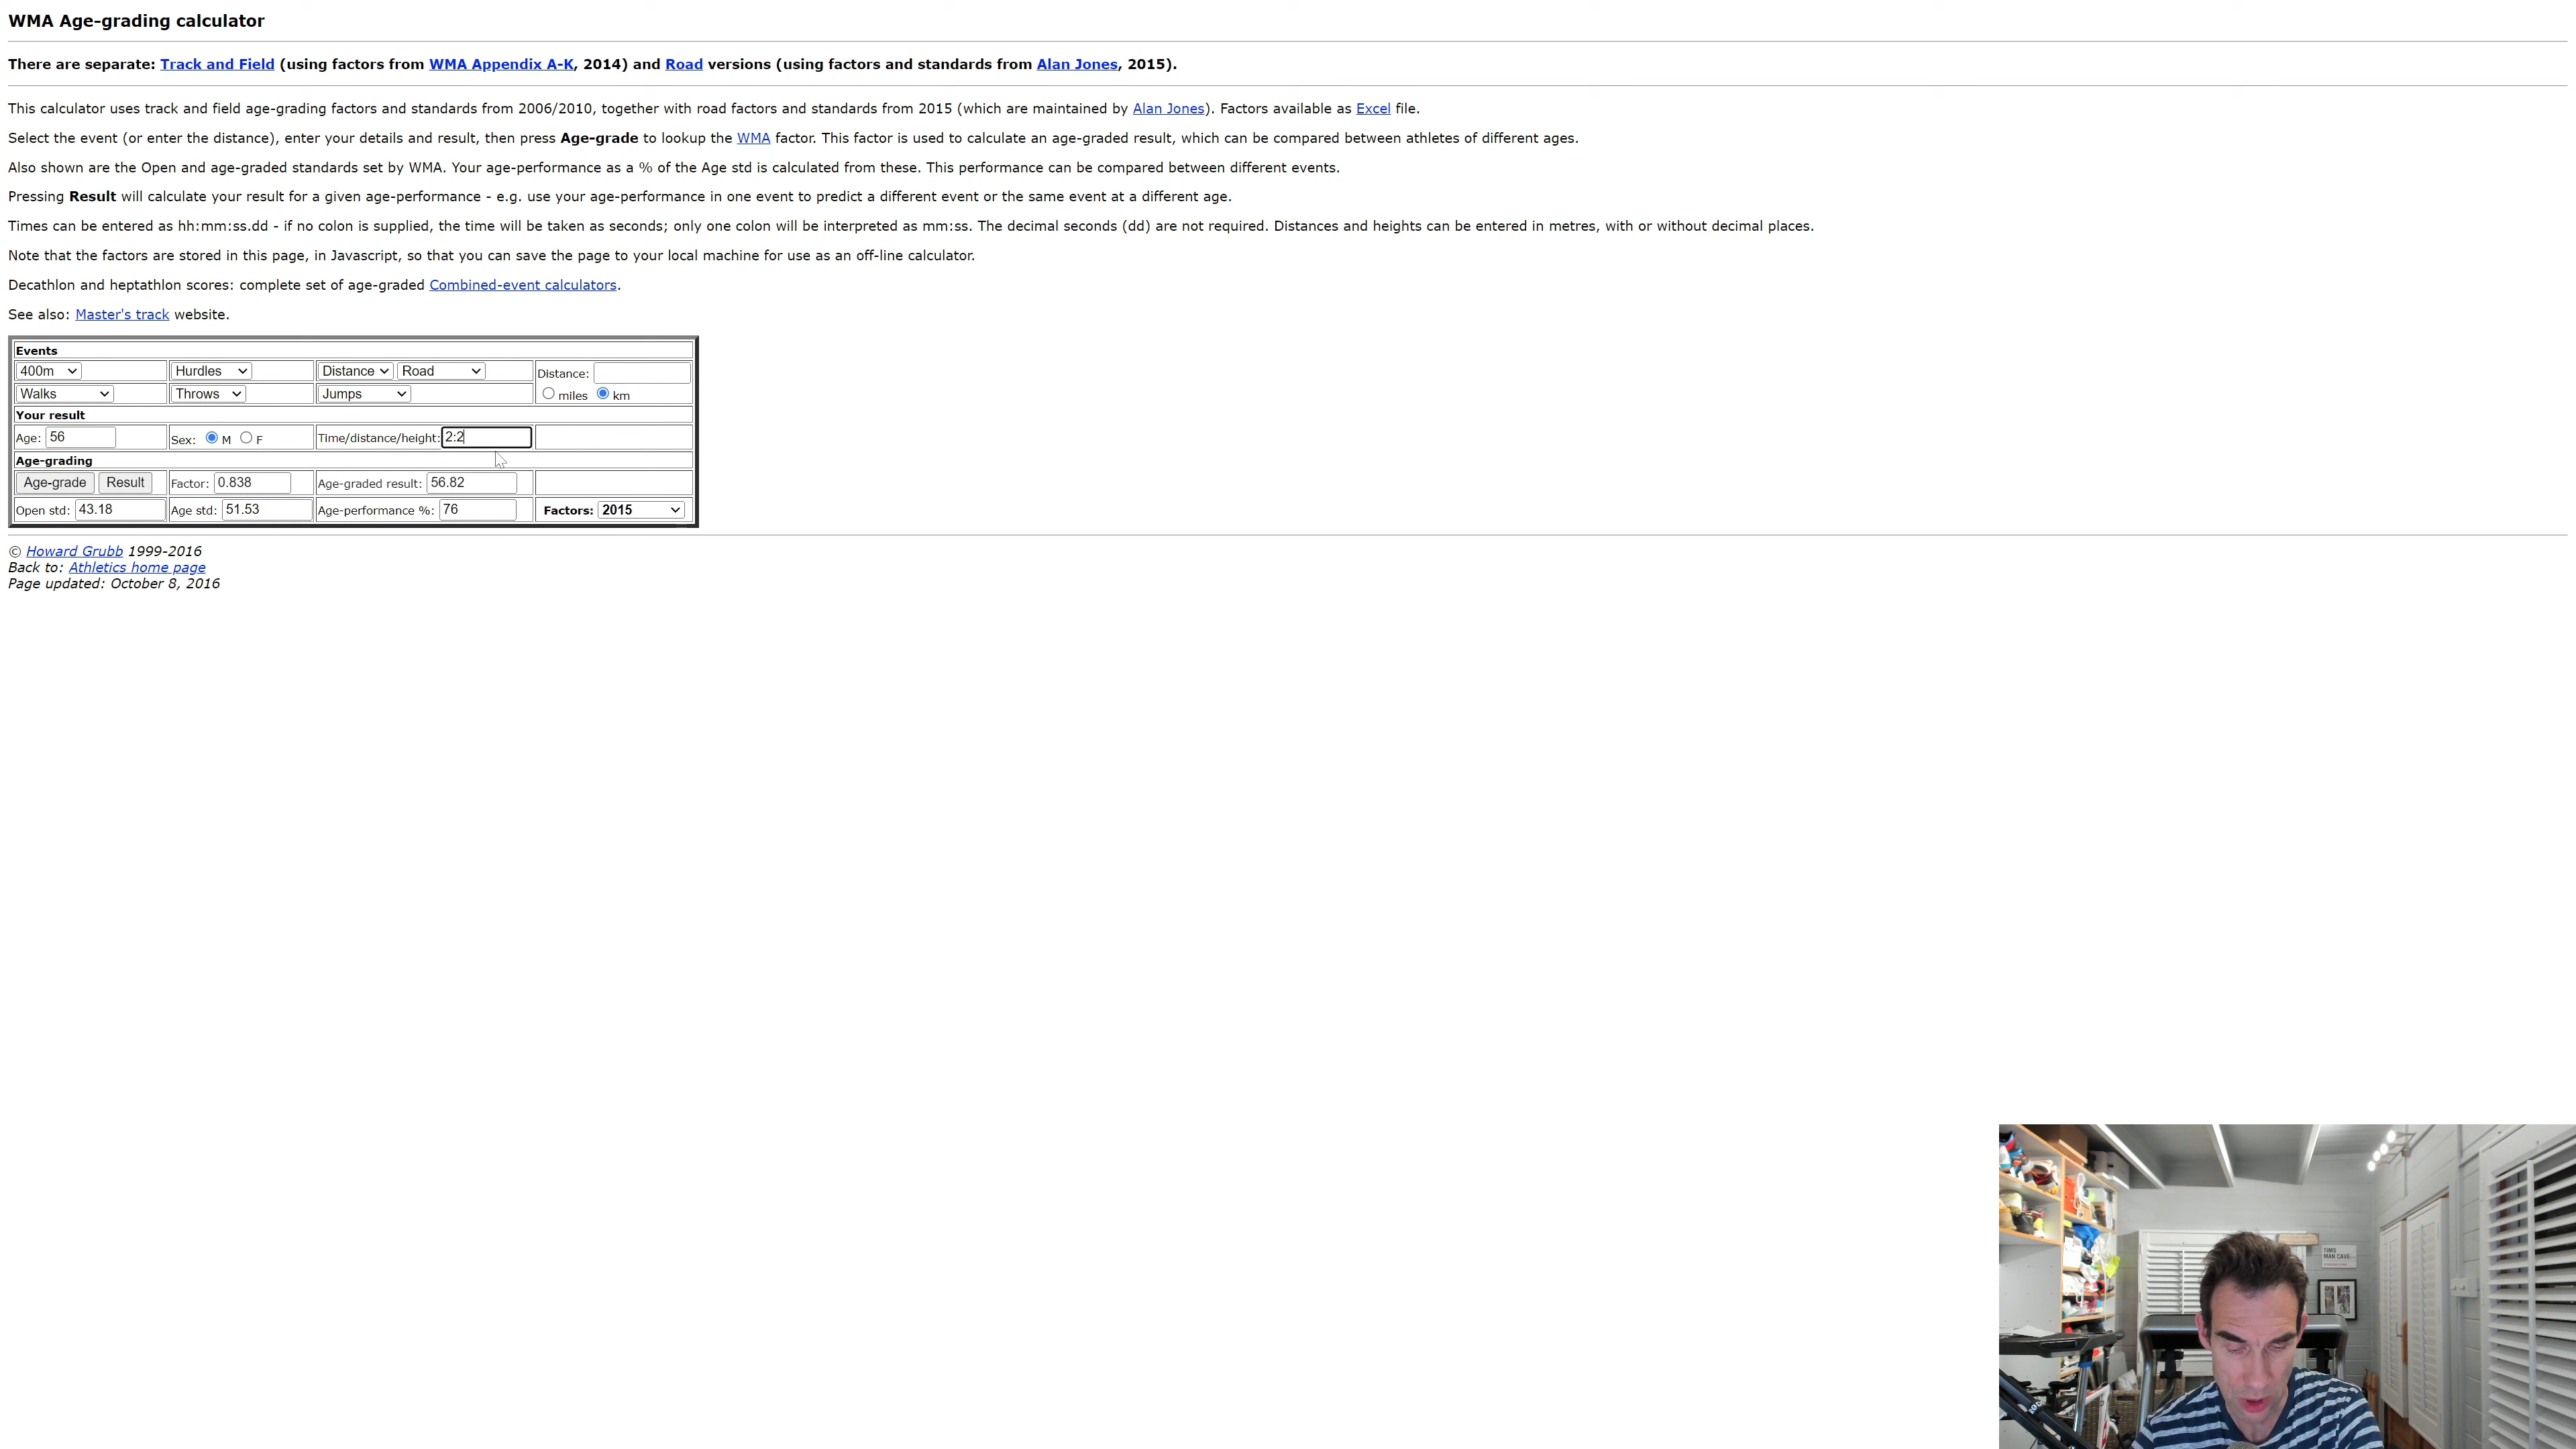 WMA Age-grading calculator
There are separate: Track and Field (using factors from WMA Appendix A-K, 2014) and Road versions (using factors and standards from Alan Jones, 2015).
This calculator uses track and field age-grading factors and standards from 2006/2010, together with road factors and standards from 2015 (which are maintained by Alan Jones). Factors available as Excel file.
Select the event (or enter the distance), enter your details and result, then press Age-grade to lookup the WMA factor. This factor is used to calculate an age-graded result, which can be compared between athletes of different ages.
Also shown are the Open and age-graded standards set by WMA. Your age-performance as a % of the Age std is calculated from these. This performance can be compared between different events.
Pressing Result will calculate your result for a given age-performance - e.g. use your age-performance in one event to predict a different event or the same event at a different age.
Times can be entered as hh:mm:ss.dd - if no colon is supplied, the time will be taken as seconds; only one colon will be interpreted as mm:ss. The decimal seconds (dd) are not required. Distances and heights can be entered in metres, with or without decimal places.
Note that the factors are stored in this page, in Javascript, so that you can save the page to your local machine for use as an off-line calculator.
Decathlon and heptathlon scores: complete set of age-graded Combined-event calculators.
See also: Master's track website.
Events
400m Hurdles Distance Road Distance:
Walks Throws Jumps miles km
Your result
Age: 56 Sex: M F Time/distance/height: 2:2
Age-grading
Age-grade Result Factor: 0.838 Age-graded result: 56.82
Open std: 43.18 Age std: 51.53 Age-performance %: 76 Factors: 2015
© Howard Grubb 1999-2016
Back to: Athletics home page
Page updated: October 8, 2016
TIMS
MAN CAVE